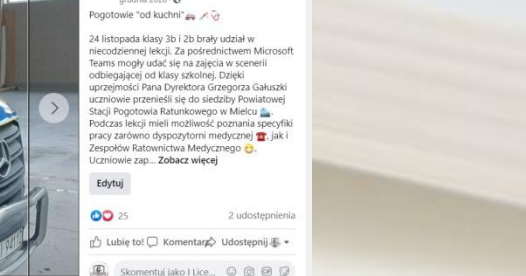 Pogotowie "od kuchni"🚑 💉 🩺
24 listopada klasy 3b i 2b brały udział w
niecodziennej lekcji. Za pośrednictwem Microsoft
Teams mogły udać się na zajęcia w scenerii
odbiegającej od klasy szkolnej. Dzięki
uprzejmości Pana Dyrektora Grzegorza Gałuszki
uczniowie przenieśli się do siedziby Powiatowej
Stacji Pogotowia Ratunkowego w Mielcu 🚤.
Podczas lekcji mieli możliwość poznania specyfiki
pracy zarówno dyspozytorni medycznej ☎️, jak i
Zespołów Ratownictwa Medycznego 😊.
Uczniowie zap... Zobacz więcej
Edytuj
25 2 udostępnienia
Lubię to! Komentarz Udostępnij
Skomentuj jako I Lice... GIF